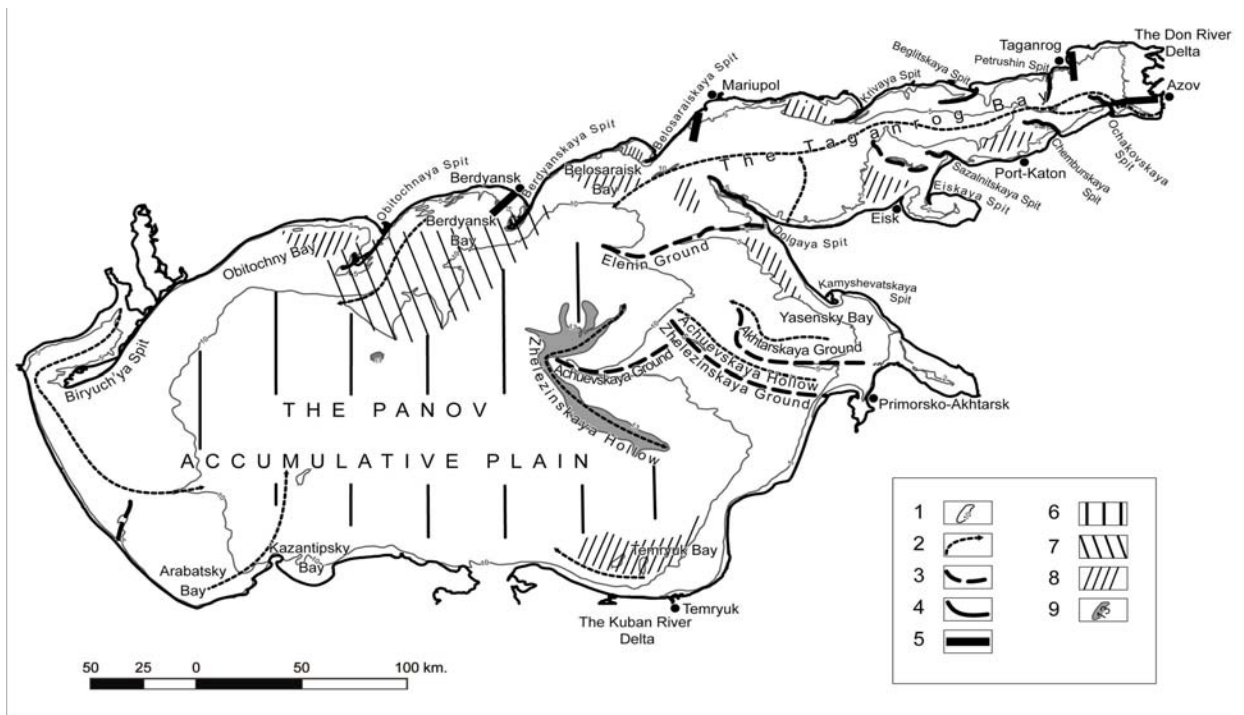 The Don River
Delta
Taganrog
Petrushin Spit
Beglitskaya Spit
Azov
Krivaya Spit
Mariupol
Belosaraiskaya Spit
The Taganrog Bay
Ochakovskaya
Spit
Chemburskaya
Spit
Port-Katon
Sazalnitskaya Spit
Eiskaya Spit
Eisk
Berdyanskaya Spit
Belosaraisk
Bay
Berdyansk
Obitochnaya Spit
Berdyansk
Bay
Obitochny Bay
Dolgaya Spit
Elenin Ground
Kamyshevatskaya
Spit
Yasensky Bay
Akhtarskaya Ground
Achuevskaya Hollow
Zhelezinskaya Ground
Achuevskaya Ground
Zhelezinskaya Hollow
Primorsko-Akhtarsk
Biryuch'ya Spit
THE PANOV
ACCUMULATIVE PLAIN
Arabatsky
Bay
Kazantipsky
Bay
Temryuk Bay
Temryuk
The Kuban River
Delta
1 6
2 7
3 8
4 9
5
50 25 0 50 100 km.